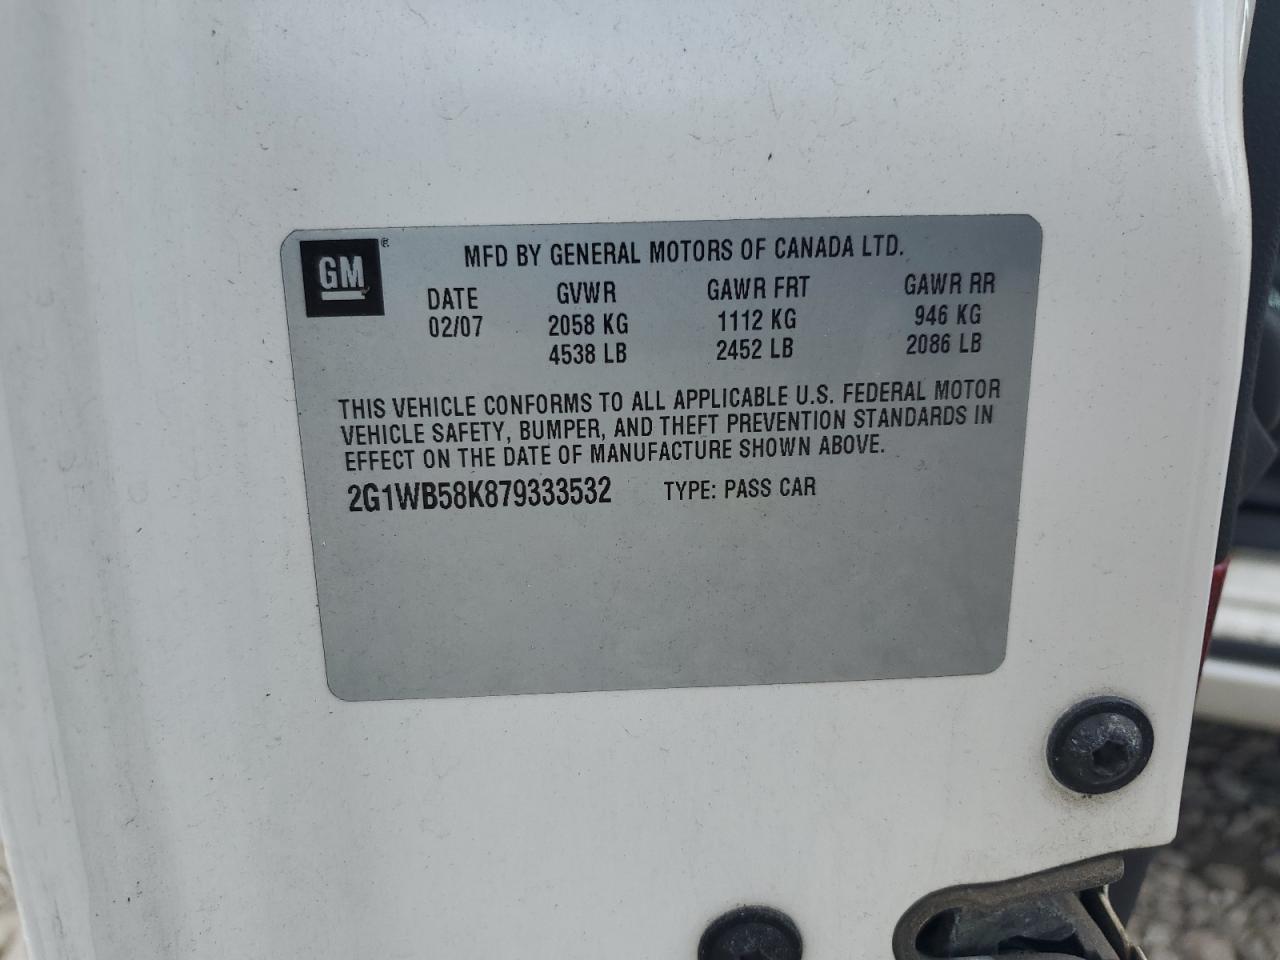 GM®
MFD BY GENERAL MOTORS OF CANADA LTD.
DATE GVWR GAWR FRT GAWR RR
02/07 2058 KG 1112 KG 946 KG
4538 LB 2452 LB 2086 LB
THIS VEHICLE CONFORMS TO ALL APPLICABLE U.S. FEDERAL MOTOR
VEHICLE SAFETY, BUMPER, AND THEFT PREVENTION STANDARDS IN
EFFECT ON THE DATE OF MANUFACTURE SHOWN ABOVE.
2G1WB58K879333532 TYPE: PASS CAR